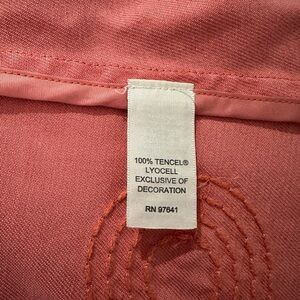 100% TENCEL®
LYOCELL
EXCLUSIVE OF
DECORATION
RN 97641